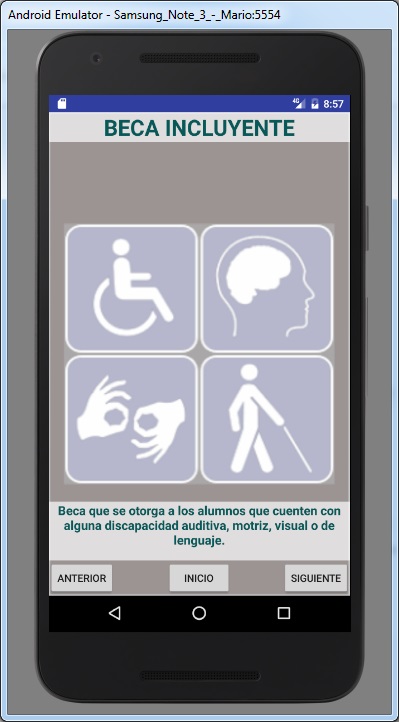 Android Emulator - Samsung_Note_3_-_Mario:5554
4G 8:57
BECA INCLUYENTE
Beca que se otorga a los alumnos que cuenten con
alguna discapacidad auditiva, motriz, visual o de
lenguaje.
ANTERIOR INICIO SIGUIENTE